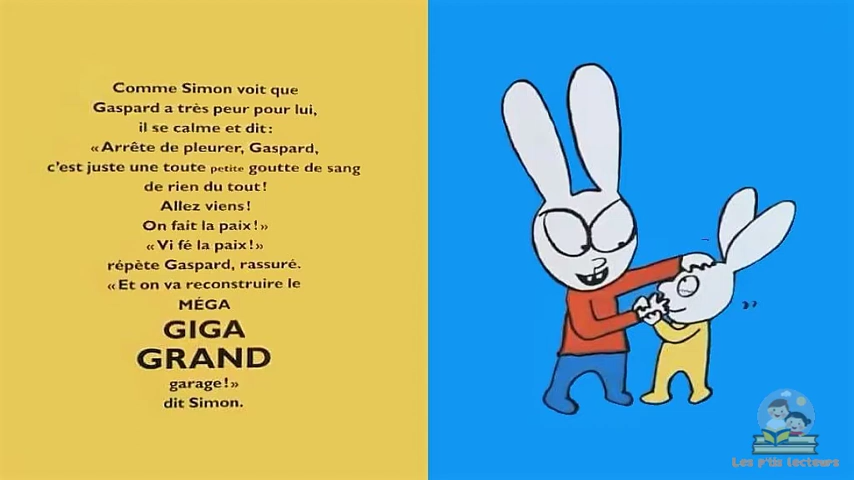 Comme Simon voit que
Gaspard a très peur pour lui,
il se calme et dit :
« Arrête de pleurer, Gaspard,
c'est juste une toute petite goutte de sang
de rien du tout !
Allez viens !
On fait la paix ! »
« Vi fé la paix ! »
répète Gaspard, rassuré.
« Et on va reconstruire le
MÉGA
GIGA
GRAND
garage ! »
dit Simon.
Les p'tis lecteurs